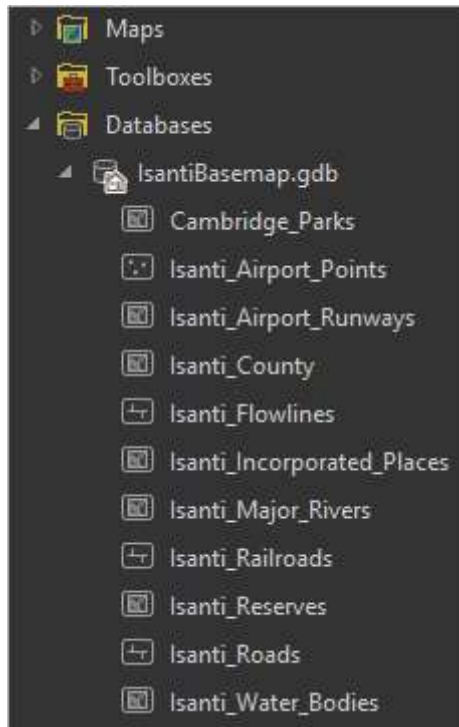 Maps
Toolboxes
Databases
IsantiBasemap.gdb
Cambridge_Parks
Isanti_Airport_Points
Isanti_Airport_Runways
Isanti_County
Isanti_Flowlines
Isanti_Incorporated_Places
Isanti_Major_Rivers
Isanti_Railroads
Isanti_Reserves
Isanti_Roads
Isanti_Water_Bodies